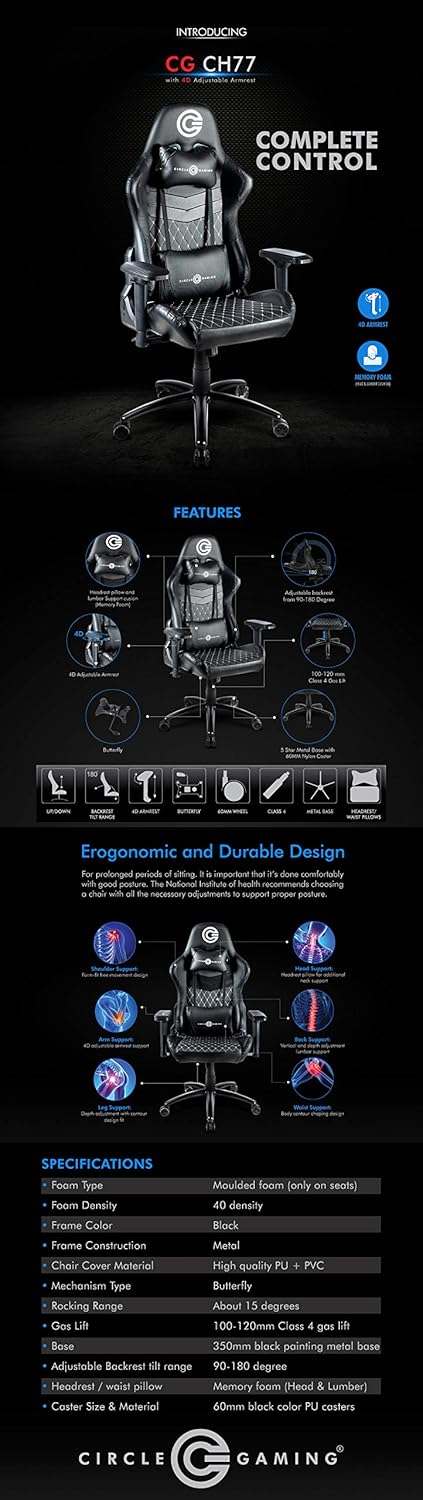 INTRODUCING
CG CH77
with 4D Adjustable Armrest
COMPLETE
CONTROL
CIRCLE GAMING
CIRCLE GAMING
4D ARMREST
MEMORY FOAM
(HEAD & LUMBER CUSHION)
FEATURES
Headrest pillow and
lumbar Support cusion
(Memory Foam)
180°
Adjustable backrest
from 90-180 Degree
4D
4D Adjustable Armrest
100-120 mm
Class 4 Gas Lift
Butterfly
5 Star Metal Base with
60MM Nylon Caster
180°
UP/DOWN
BACKREST
TILT RANGE
4D ARMREST
BUTTERFLY
60MM WHEEL
CLASS 4
METAL BASE
HEADREST/
WAIST PILLOWS
Erogonomic and Durable Design
For prolonged periods of sitting. It is important that it's done comfortably
with good posture. The National Institute of health recommends choosing
a chair with all the necessary adjustments to support proper posture.
Shoulder Support:
Form-fit free movement design
Head Support:
Headrest pillow for additional
neck support
Arm Support:
4D adjustable armrest support
Back Support:
Vertical and depth adjustment
lumbar support
Leg Support:
Depth adjustment with contour
design fit
Waist Support:
Body contour shaping design
SPECIFICATIONS
• Foam Type Moulded foam (only on seats)
• Foam Density 40 density
• Frame Color Black
• Frame Construction Metal
• Chair Cover Material High quality PU + PVC
• Mechanism Type Butterfly
• Rocking Range About 15 degrees
• Gas Lift 100-120mm Class 4 gas lift
• Base 350mm black painting metal base
• Adjustable Backrest tilt range 90-180 degree
• Headrest / waist pillow Memory foam (Head & Lumber)
• Caster Size & Material 60mm black color PU casters
CIRCLE GAMING®